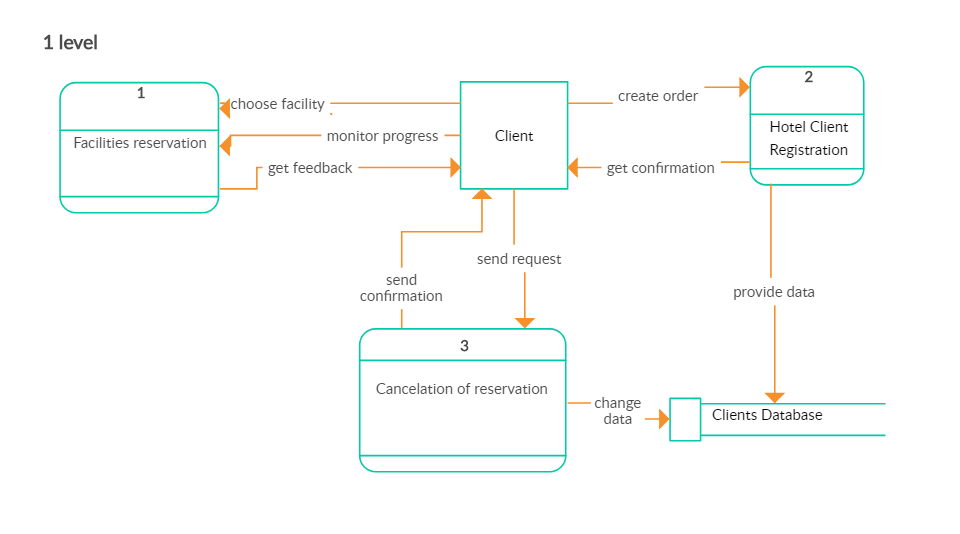 1 level
1
Facilities reservation
choose facility
monitor progress
get feedback
Client
create order
get confirmation
2
Hotel Client
Registration
send request
send
confirmation
provide data
3
Cancelation of reservation
change
data
Clients Database